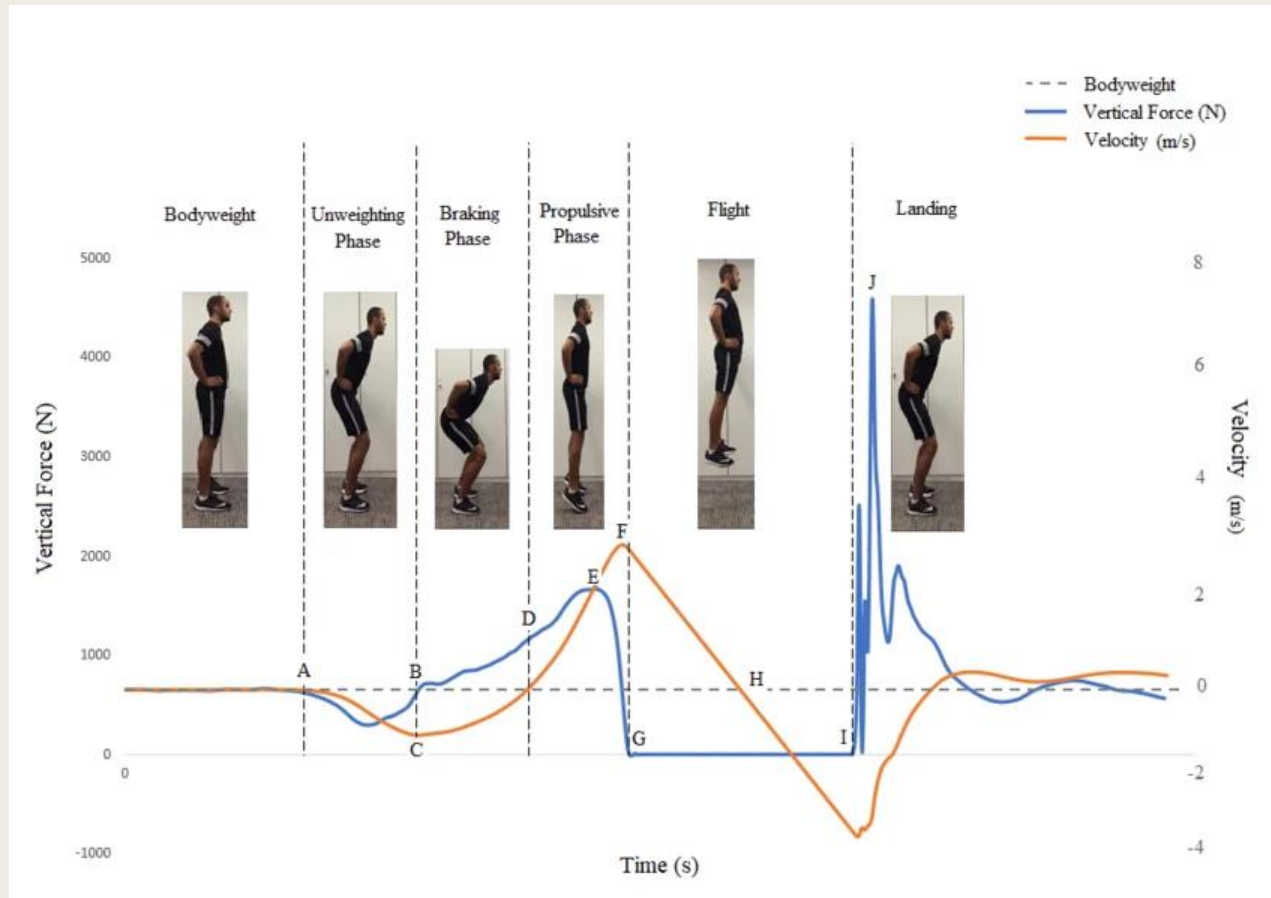 Bodyweight
Vertical Force (N)
Velocity (m/s)
Bodyweight
Unweighting
Phase
Braking
Phase
Propulsive
Phase
Flight
Landing
5000
4000
3000
2000
1000
0
-1000
8
6
4
2
0
-2
-4
Vertical Force (N)
Velocity (m/s)
A
B
C
D
E
F
G
H
I
J
0
Time (s)